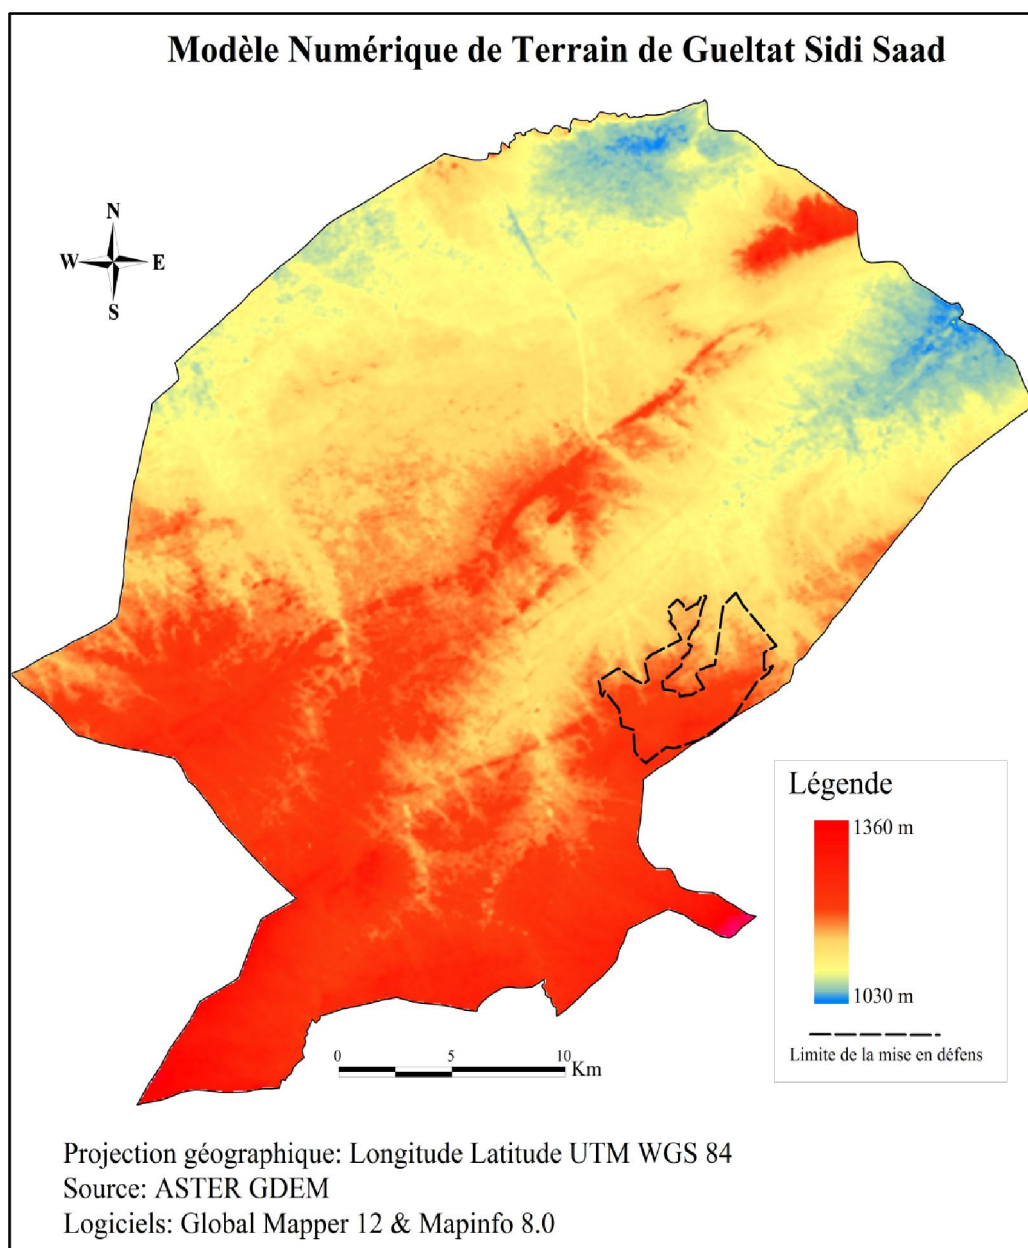 Modèle Numérique de Terrain de Gueltat Sidi Saad
N
W E
S
Légende
1360 m
1030 m
Limite de la mise en défens
0 5 10
Km
Projection géographique: Longitude Latitude UTM WGS 84
Source: ASTER GDEM
Logiciels: Global Mapper 12 & Mapinfo 8.0